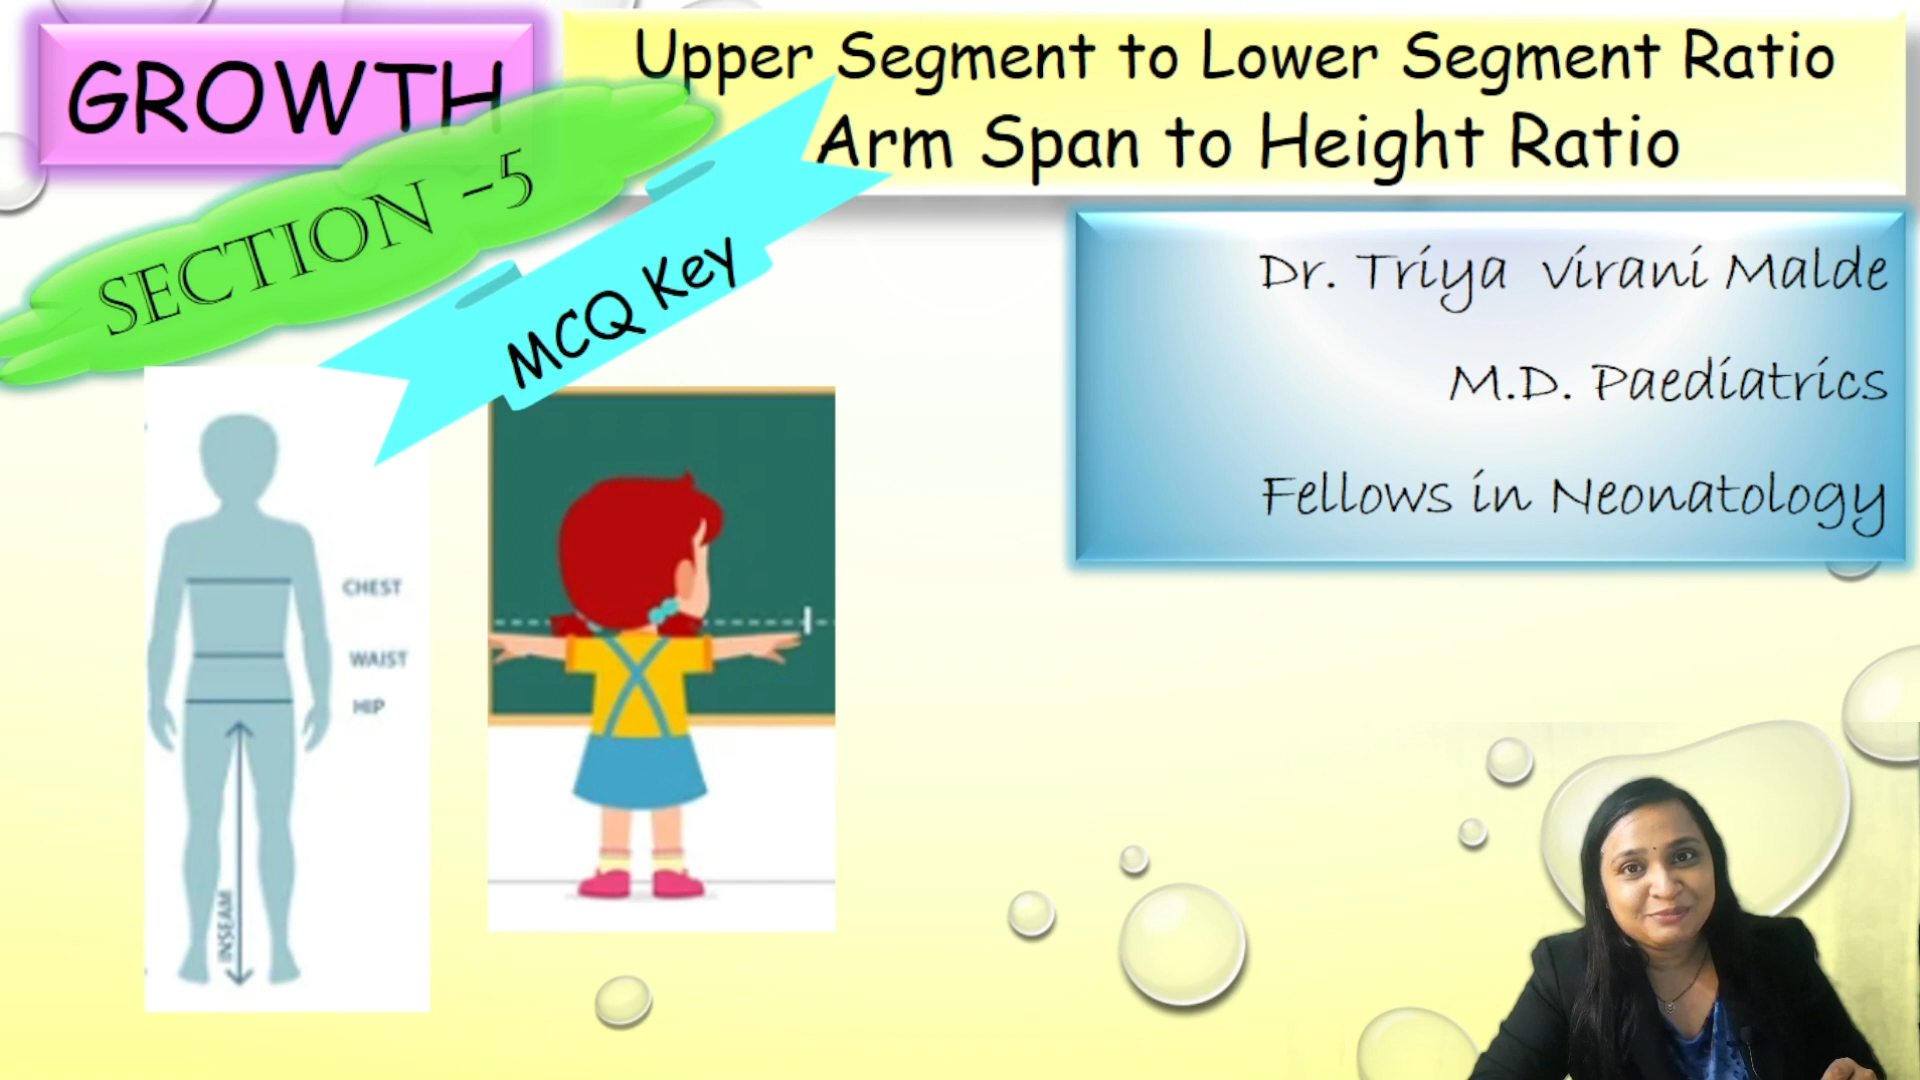 GROWTH
SECTION -5
MCQ Key
Upper Segment to Lower Segment Ratio
Arm Span to Height Ratio
Dr. Triya virani Malde
M.D. Paediatrics
Fellows in Neonatology
CHEST
WAIST
HIP
INSEAM